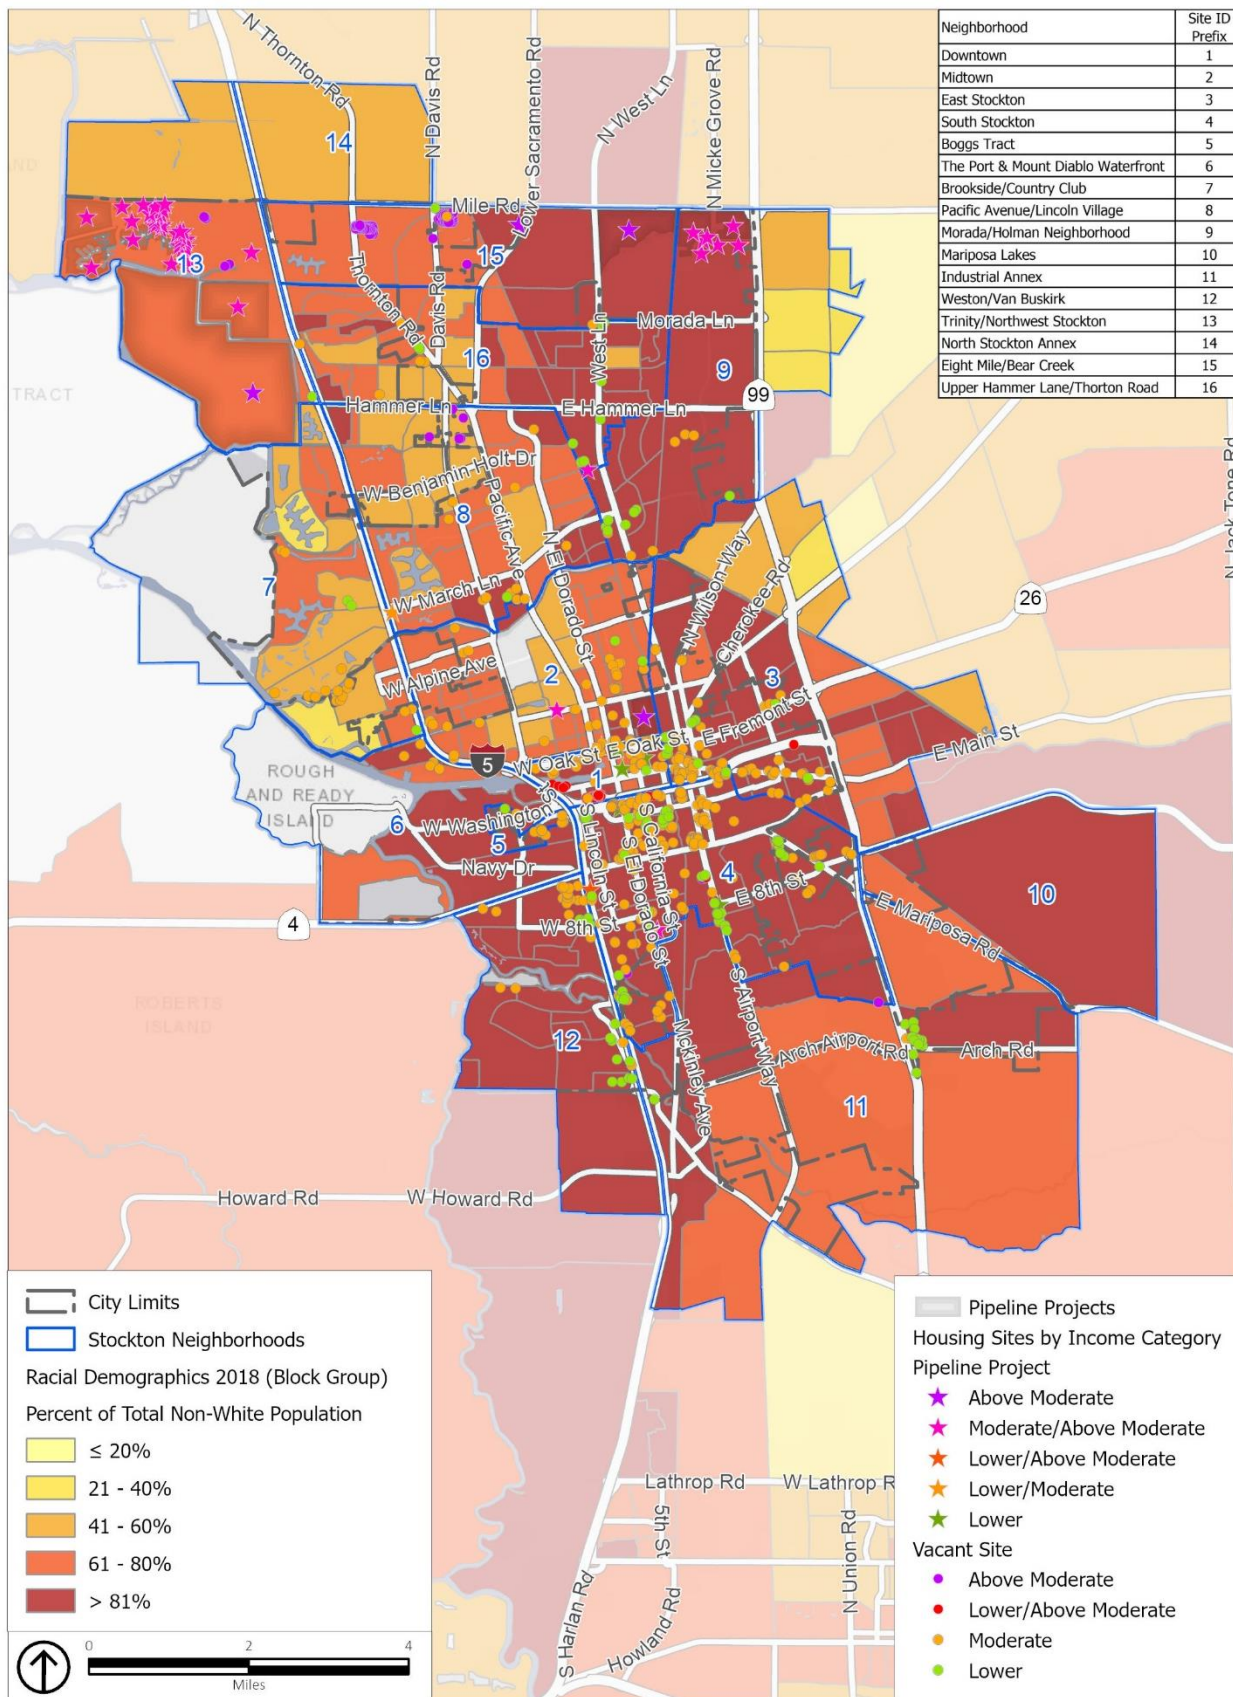 Neighborhood Site ID Prefix
Downtown 1
Midtown 2
East Stockton 3
South Stockton 4
Boggs Tract 5
The Port & Mount Diablo Waterfront 6
Brookside/Country Club 7
Pacific Avenue/Lincoln Village 8
Morada/Holman Neighborhood 9
Mariposa Lakes 10
Industrial Annex 11
Weston/Van Buskirk 12
Trinity/Northwest Stockton 13
North Stockton Annex 14
Eight Mile/Bear Creek 15
Upper Hammer Lane/Thorton Road 16
N Thornton Rd
N Davis Rd
Lower Sacramento Rd
N West Ln
N Micke Grove Rd
14
Mile Rd
13
15
Thornton Rd
Davis Rd
West Ln
Morada Ln
16
9
TRACT
Hammer Ln
E Hammer Ln
99
W Benjamin Holt Dr
Pacific Ave
8
N El Dorado St
N Wilson Way
Cherokee Rd
N Jack Tone Rd
7
W March Ln
26
W Alpine Ave
2
3
E Fremont St
E Main St
W Oak St
E Oak St
5
1
ROUGH
AND READY
ISLAND
6
W Washington St
5
Navy Dr
S Lincoln St
S El Dorado St
S California St
4
E 8th St
10
4
W 8th St
E Mariposa Rd
ROBERTS
ISLAND
12
S Airport Way
Mckinley Ave
Arch Airport Rd
Arch Rd
11
Howard Rd
W Howard Rd
Lathrop Rd
W Lathrop R
5th St
N Union Rd
S Harlan Rd
Howland Rd
City Limits
Stockton Neighborhoods
Racial Demographics 2018 (Block Group)
Percent of Total Non-White Population
≤ 20%
21 - 40%
41 - 60%
61 - 80%
> 81%
0 2 4
Miles
Pipeline Projects
Housing Sites by Income Category
Pipeline Project
Above Moderate
Moderate/Above Moderate
Lower/Above Moderate
Lower/Moderate
Lower
Vacant Site
Above Moderate
Lower/Above Moderate
Moderate
Lower